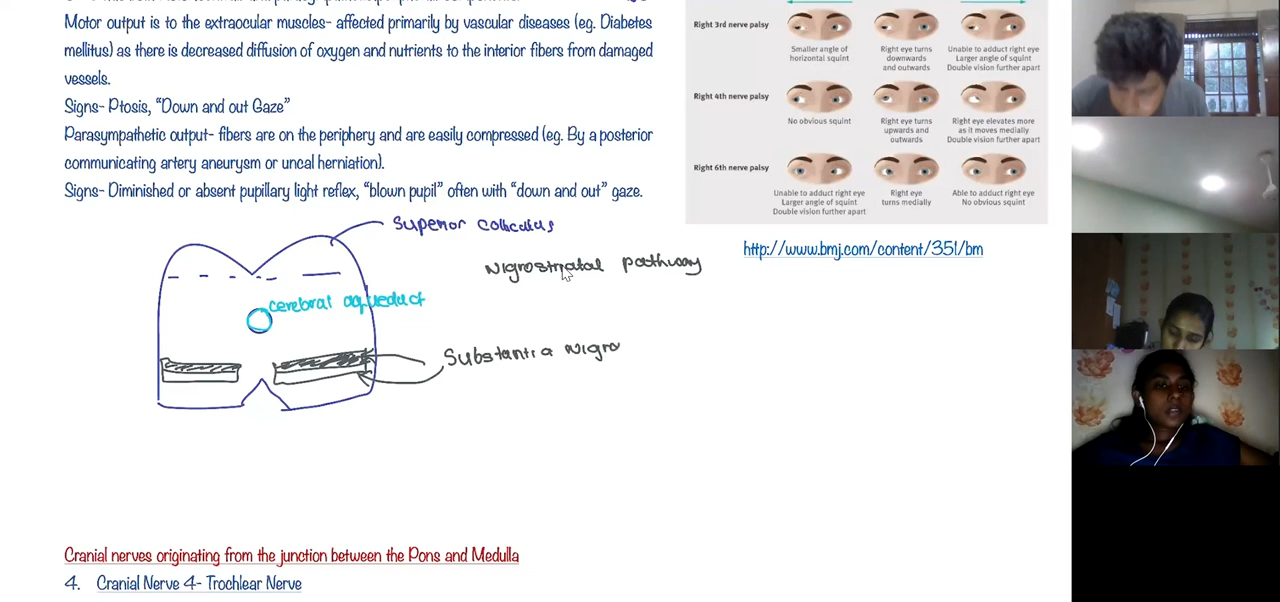 Motor output is to the extraocular muscles- affected primarily by vascular diseases (eg. Diabetes
mellitus) as there is decreased diffusion of oxygen and nutrients to the interior fibers from damaged
vessels.
Signs- Ptosis, “Down and out Gaze”
Parasympathetic output- fibers are on the periphery and are easily compressed (eg. By a posterior
communicating artery aneurysm or uncal herniation).
Signs- Diminished or absent pupillary light reflex, “blown pupil” often with “down and out” gaze.
Superior colliculus
Nigrostriatal pathway
cerebral aqueduct
Substantia Nigra
Cranial nerves originating from the junction between the Pons and Medulla
4. Cranial Nerve 4- Trochlear Nerve
Right 3rd nerve palsy
Smaller angle of
horizontal squint
Right eye turns
downwards
and outwards
Unable to adduct right eye
Larger angle of squint
Double vision further apart
Right 4th nerve palsy
No obvious squint
Right eye turns
upwards and
outwards
Right eye elevates more
as it moves medially
Double vision further apart
Right 6th nerve palsy
Unable to adduct right eye
Larger angle of squint
Double vision further apart
Right eye
turns medially
Able to adduct right eye
No obvious squint
http://www.bmj.com/content/351/bm